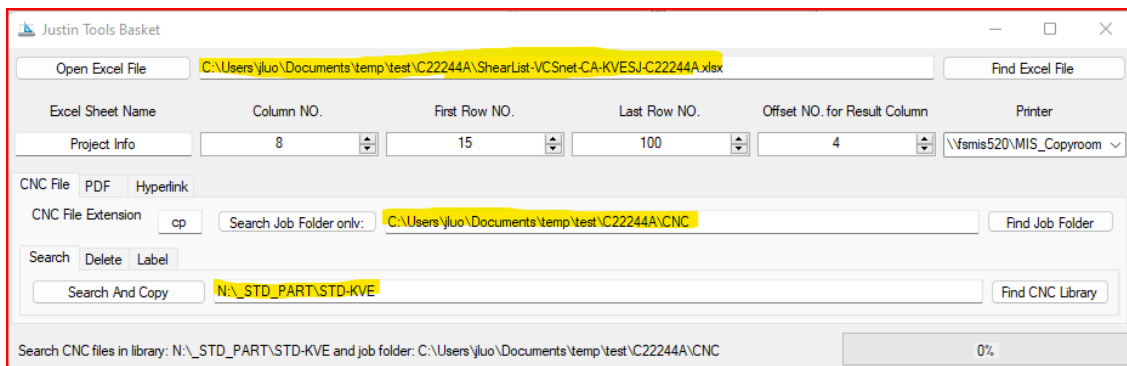 Justin Tools Basket
Open Excel File C:\Users\jluo\Documents\temp\test\C22244A\ShearList-VCSnet-CA-KVESJ-C22244A.xlsx Find Excel File
Excel Sheet Name Column NO. First Row NO. Last Row NO. Offset NO. for Result Column Printer
Project Info 8 15 100 4 \\fsmis520\MIS_Copyroom
CNC File PDF Hyperlink
CNC File Extension cp Search Job Folder only: C:\Users\jluo\Documents\temp\test\C22244A\CNC Find Job Folder
Search Delete Label
Search And Copy N:\_STD_PART\STD-KVE Find CNC Library
Search CNC files in library: N:\_STD_PART\STD-KVE and job folder: C:\Users\jluo\Documents\temp\test\C22244A\CNC 0%